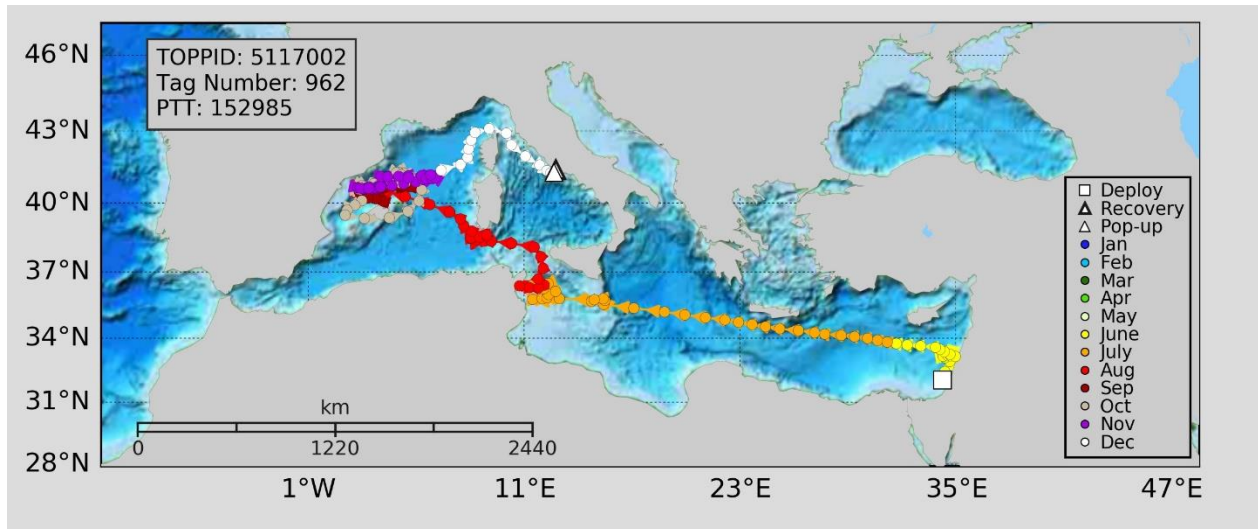 46°N
43°N
40°N
37°N
34°N
31°N
28°N
TOPPID: 5117002
Tag Number: 962
PTT: 152985
Deploy
Recovery
Pop-up
Jan
Feb
Mar
Apr
May
June
July
Aug
Sep
Oct
Nov
Dec
km
0 1220 2440
1°W 11°E 23°E 35°E 47°E